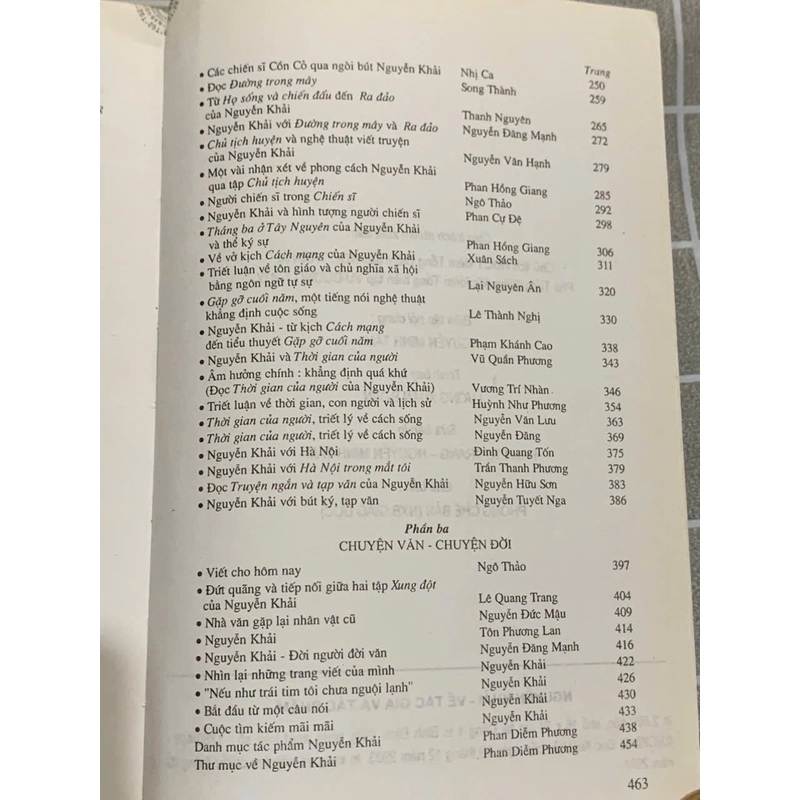 Trang
• Các chiến sĩ Cồn Cỏ qua ngòi bút Nguyễn Khải Nhị Ca 250
• Đọc Đường trong mây Song Thành 259
• Từ Họ sống và chiến đấu đến Ra đảo
của Nguyễn Khải Thanh Nguyên 265
• Nguyễn Khải với Đường trong mây và Ra đảo Nguyễn Đăng Mạnh 272
• Chủ tịch huyện và nghệ thuật viết truyện
của Nguyễn Khải Nguyễn Văn Hạnh 279
• Một vài nhận xét về phong cách Nguyễn Khải
qua tập Chủ tịch huyện Phan Hồng Giang 285
• Người chiến sĩ trong Chiến sĩ Ngô Thảo 292
• Nguyễn Khải và hình tượng người chiến sĩ Phan Cự Đệ 298
• Tháng ba ở Tây Nguyên của Nguyễn Khải
và thể ký sự Phan Hồng Giang 306
• Về vở kịch Cách mạng của Nguyễn Khải Xuân Sách 311
• Triết luận về tôn giáo và chủ nghĩa xã hội
bằng ngôn ngữ tự sự Lại Nguyên Ân 320
• Gặp gỡ cuối năm, một tiếng nói nghệ thuật
khẳng định cuộc sống Lê Thành Nghị 330
• Nguyễn Khải - từ kịch Cách mạng
đến tiểu thuyết Gặp gỡ cuối năm Phạm Khánh Cao 338
• Nguyễn Khải và Thời gian của người Vũ Quần Phương 343
• Âm hưởng chính : khẳng định quá khứ
(Đọc Thời gian của người của Nguyễn Khải) Vương Trí Nhàn 346
• Triết luận về thời gian, con người và lịch sử Huỳnh Như Phương 354
• Thời gian của người, triết lý về cách sống Nguyễn Văn Lưu 363
• Thời gian của người, triết lý về cách sống Nguyễn Đăng 369
• Nguyễn Khải với Hà Nội Đinh Quang Tốn 375
• Nguyễn Khải với Hà Nội trong mắt tôi Trần Thanh Phương 379
• Đọc Truyện ngắn và tạp văn của Nguyễn Khải Nguyễn Hữu Sơn 383
• Nguyễn Khải với bút ký, tạp văn Nguyễn Tuyết Nga 386
Phần ba
CHUYỆN VĂN - CHUYỆN ĐỜI
• Viết cho hôm nay Ngô Thảo 397
• Đứt quãng và tiếp nối giữa hai tập Xung đột
của Nguyễn Khải Lê Quang Trang 404
• Nhà văn gặp lại nhân vật cũ Nguyễn Đức Mậu 409
• Nguyễn Khải Tôn Phương Lan 414
• Nguyễn Khải - Đời người đời văn Nguyễn Đăng Mạnh 416
• Nhìn lại những trang viết của mình Nguyễn Khải 422
• "Nếu như trái tim tôi chưa nguội lạnh" Nguyễn Khải 426
• Bắt đầu từ một câu nói Nguyễn Khải 430
• Cuộc tìm kiếm mãi mãi Nguyễn Khải 433
Danh mục tác phẩm Nguyễn Khải Phan Diễm Phương 438
Thư mục về Nguyễn Khải Phan Diễm Phương 454
463